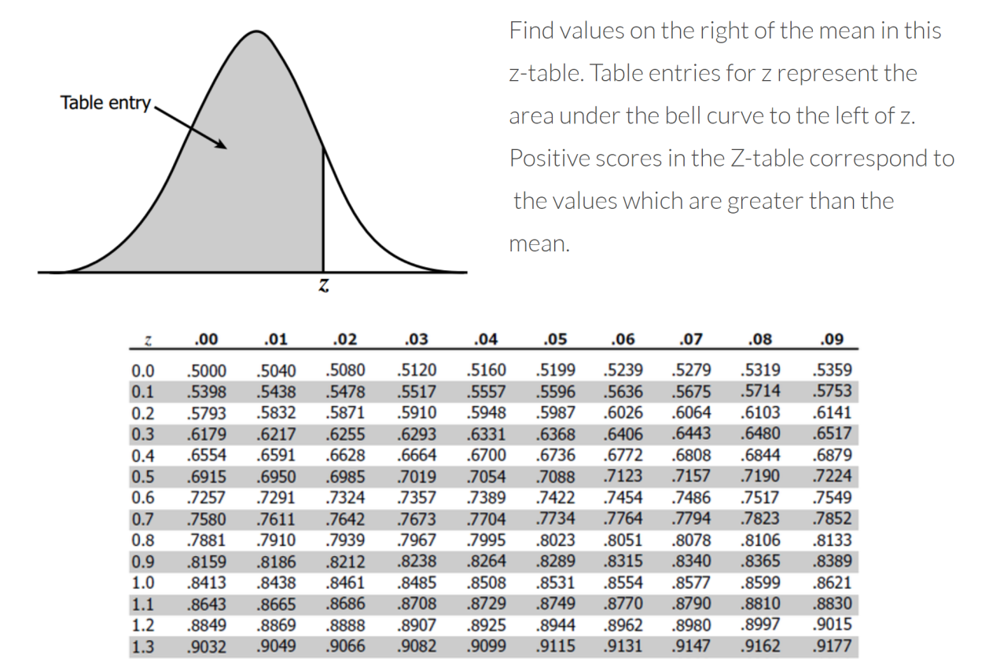 Table entry
z
Find values on the right of the mean in this
z-table. Table entries for z represent the
area under the bell curve to the left of z.
Positive scores in the Z-table correspond to
the values which are greater than the
mean.
z .00 .01 .02 .03 .04 .05 .06 .07 .08 .09
0.0 .5000 .5040 .5080 .5120 .5160 .5199 .5239 .5279 .5319 .5359
0.1 .5398 .5438 .5478 .5517 .5557 .5596 .5636 .5675 .5714 .5753
0.2 .5793 .5832 .5871 .5910 .5948 .5987 .6026 .6064 .6103 .6141
0.3 .6179 .6217 .6255 .6293 .6331 .6368 .6406 .6443 .6480 .6517
0.4 .6554 .6591 .6628 .6664 .6700 .6736 .6772 .6808 .6844 .6879
0.5 .6915 .6950 .6985 .7019 .7054 .7088 .7123 .7157 .7190 .7224
0.6 .7257 .7291 .7324 .7357 .7389 .7422 .7454 .7486 .7517 .7549
0.7 .7580 .7611 .7642 .7673 .7704 .7734 .7764 .7794 .7823 .7852
0.8 .7881 .7910 .7939 .7967 .7995 .8023 .8051 .8078 .8106 .8133
0.9 .8159 .8186 .8212 .8238 .8264 .8289 .8315 .8340 .8365 .8389
1.0 .8413 .8438 .8461 .8485 .8508 .8531 .8554 .8577 .8599 .8621
1.1 .8643 .8665 .8686 .8708 .8729 .8749 .8770 .8790 .8810 .8830
1.2 .8849 .8869 .8888 .8907 .8925 .8944 .8962 .8980 .8997 .9015
1.3 .9032 .9049 .9066 .9082 .9099 .9115 .9131 .9147 .9162 .9177